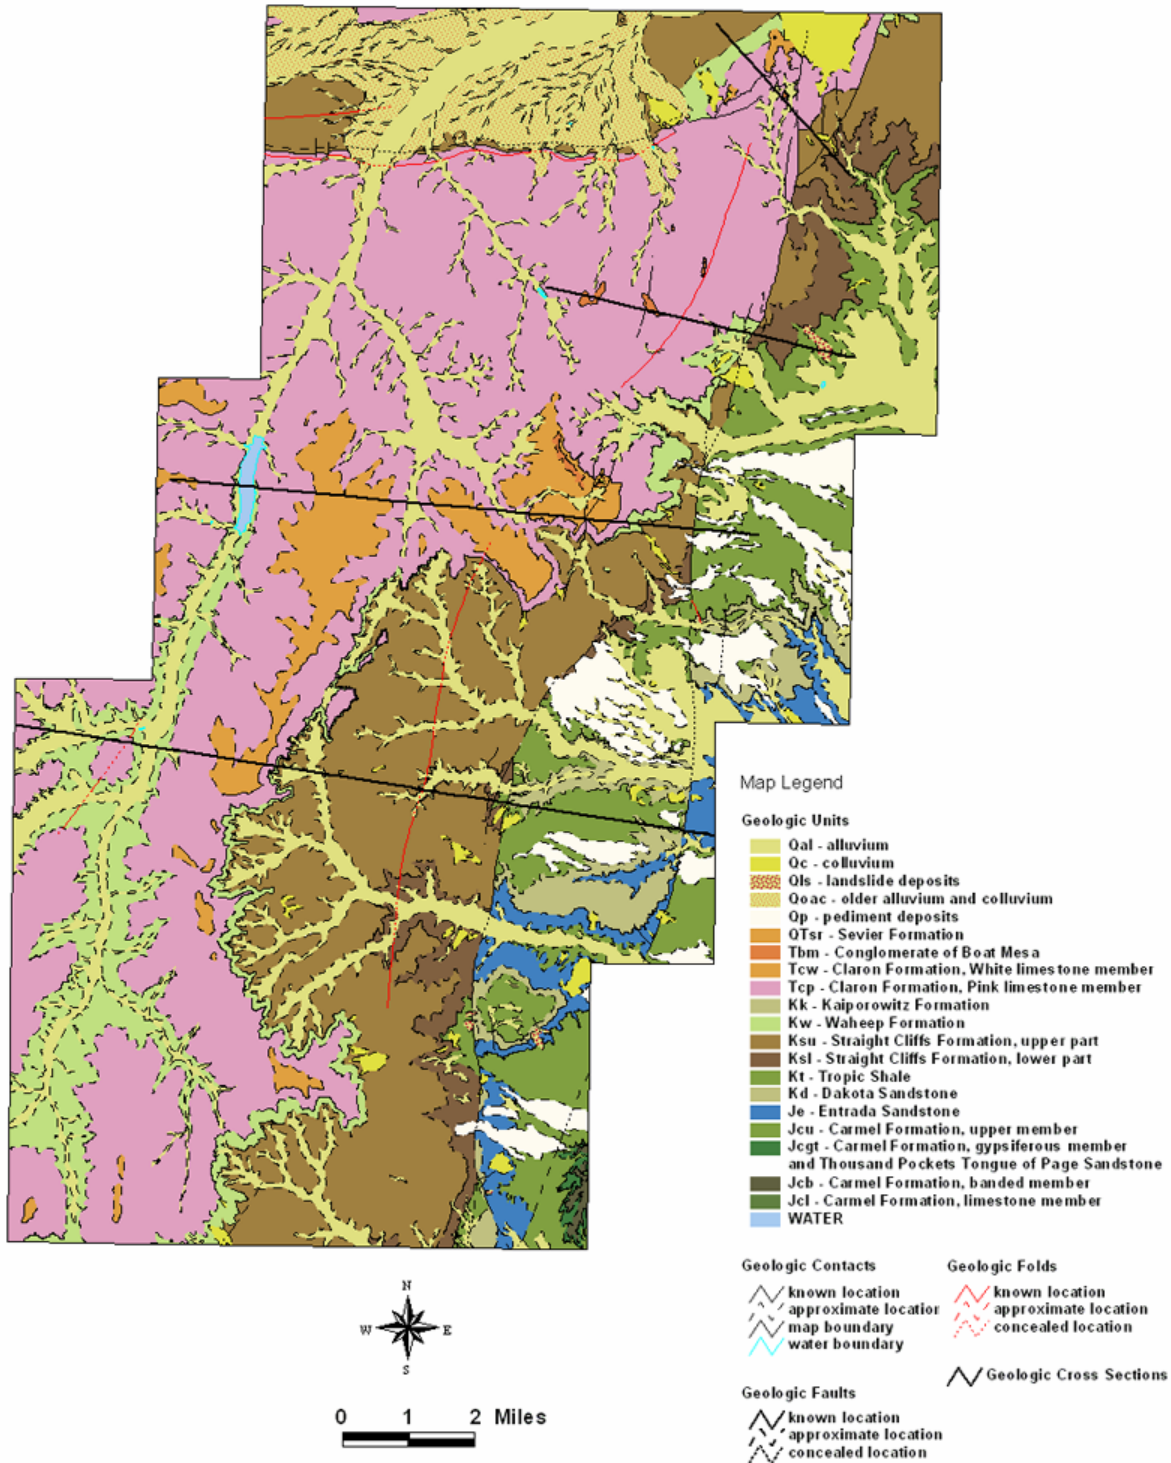 Map Legend
Geologic Units
Qal - alluvium
Qc - colluvium
Qls - landslide deposits
Qoac - older alluvium and colluvium
Qp - pediment deposits
QTsr - Sevier Formation
Tbm - Conglomerate of Boat Mesa
Tcw - Claron Formation, White limestone member
Tcp - Claron Formation, Pink limestone member
Kk - Kaiporowitz Formation
Kw - Waheep Formation
Ksu - Straight Cliffs Formation, upper part
Ksl - Straight Cliffs Formation, lower part
Kt - Tropic Shale
Kd - Dakota Sandstone
Je - Entrada Sandstone
Jcu - Carmel Formation, upper member
Jcgt - Carmel Formation, gypsiferous member
and Thousand Pockets Tongue of Page Sandstone
Jcb - Carmel Formation, banded member
Jcl - Carmel Formation, limestone member
WATER
Geologic Contacts
known location
approximate location
map boundary
water boundary
Geologic Folds
known location
approximate location
concealed location
Geologic Cross Sections
Geologic Faults
known location
approximate location
concealed location
N
W E
S
0 1 2 Miles